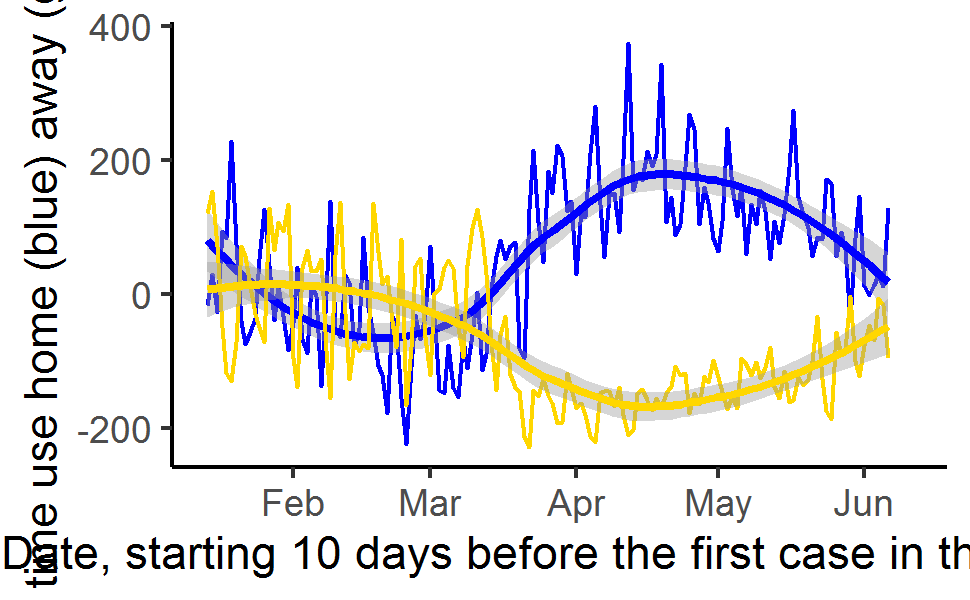 time use home (blue) away (
400
200
0
-200
Feb Mar Apr May Jun
Date, starting 10 days before the first case in th